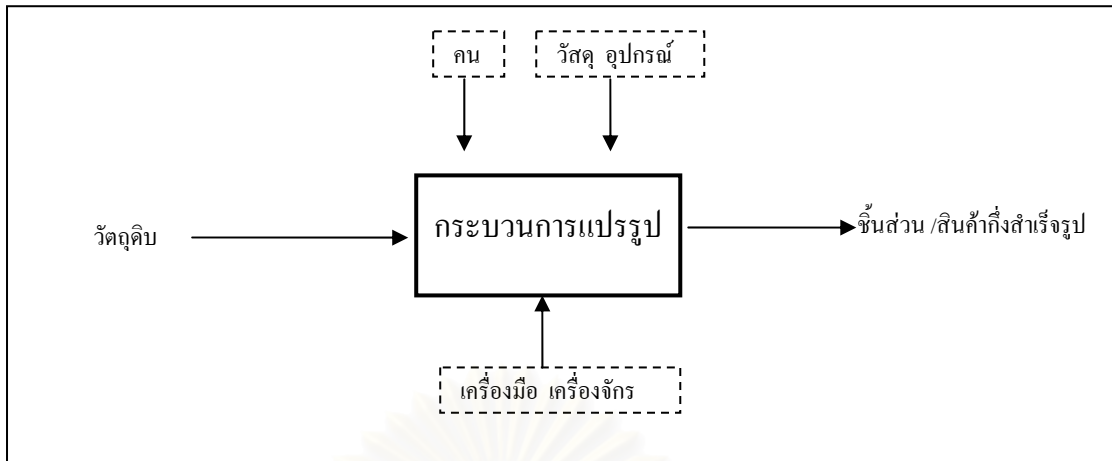 คน วัสดุ อุปกรณ์
วัตถุดิบ กระบวนการแปรรูป ชิ้นส่วน /สินค้ากึ่งสำเร็จรูป
เครื่องมือ เครื่องจักร